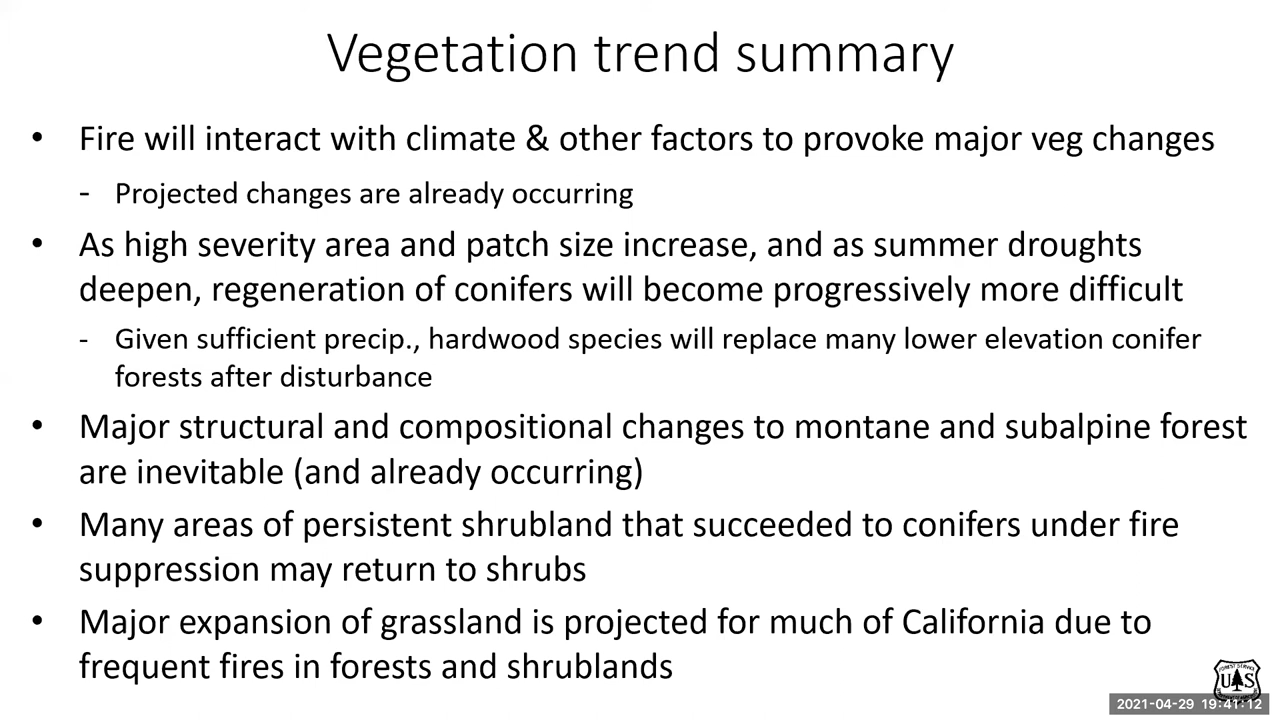 Vegetation trend summary
• Fire will interact with climate & other factors to provoke major veg changes
- Projected changes are already occurring
• As high severity area and patch size increase, and as summer droughts
deepen, regeneration of conifers will become progressively more difficult
- Given sufficient precip., hardwood species will replace many lower elevation conifer
forests after disturbance
• Major structural and compositional changes to montane and subalpine forest
are inevitable (and already occurring)
• Many areas of persistent shrubland that succeeded to conifers under fire
suppression may return to shrubs
• Major expansion of grassland is projected for much of California due to
frequent fires in forests and shrublands
FOREST SERVICE
U S
2021-04-29 19:41:12